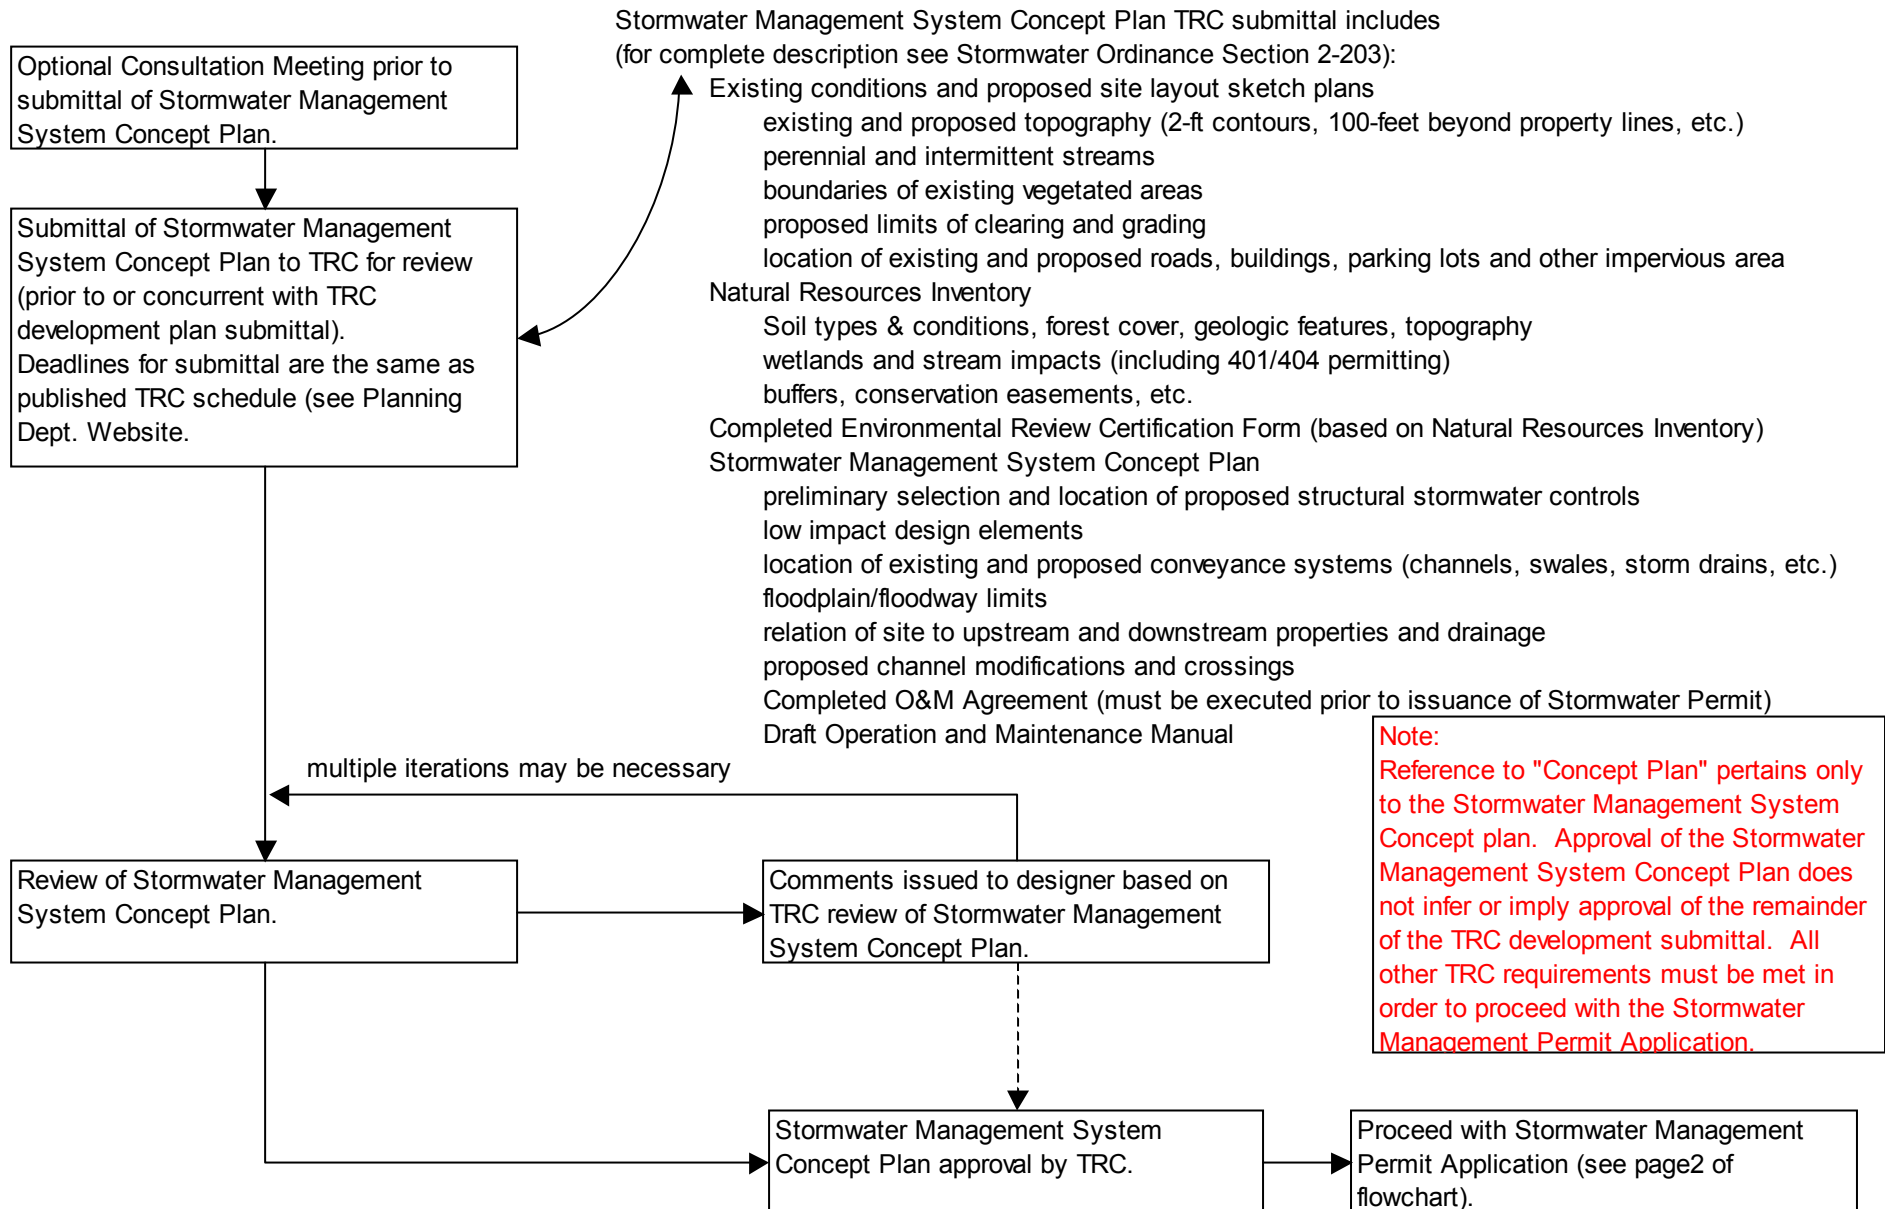 Stormwater Management System Concept Plan TRC submittal includes
(for complete description see Stormwater Ordinance Section 2-203):
Existing conditions and proposed site layout sketch plans
existing and proposed topography (2-ft contours, 100-feet beyond property lines, etc.)
perennial and intermittent streams
boundaries of existing vegetated areas
proposed limits of clearing and grading
location of existing and proposed roads, buildings, parking lots and other impervious area
Natural Resources Inventory
Soil types & conditions, forest cover, geologic features, topography
wetlands and stream impacts (including 401/404 permitting)
buffers, conservation easements, etc.
Completed Environmental Review Certification Form (based on Natural Resources Inventory)
Stormwater Management System Concept Plan
preliminary selection and location of proposed structural stormwater controls
low impact design elements
location of existing and proposed conveyance systems (channels, swales, storm drains, etc.)
floodplain/floodway limits
relation of site to upstream and downstream properties and drainage
proposed channel modifications and crossings
Completed O&M Agreement (must be executed prior to issuance of Stormwater Permit)
Draft Operation and Maintenance Manual
Optional Consultation Meeting prior to
submittal of Stormwater Management
System Concept Plan.
Submittal of Stormwater Management
System Concept Plan to TRC for review
(prior to or concurrent with TRC
development plan submittal).
Deadlines for submittal are the same as
published TRC schedule (see Planning
Dept. Website.
multiple iterations may be necessary
Note:
Reference to "Concept Plan" pertains only
to the Stormwater Management System
Concept plan. Approval of the Stormwater
Management System Concept Plan does
not infer or imply approval of the remainder
of the TRC development submittal. All
other TRC requirements must be met in
order to proceed with the Stormwater
Management Permit Application.
Review of Stormwater Management
System Concept Plan.
Comments issued to designer based on
TRC review of Stormwater Management
System Concept Plan.
Stormwater Management System
Concept Plan approval by TRC.
Proceed with Stormwater Management
Permit Application (see page2 of
flowchart).